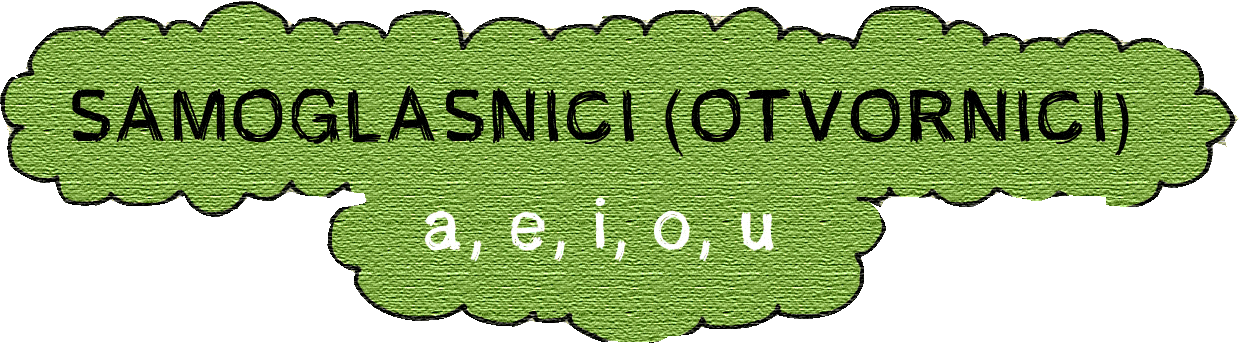 SAMOGLASNICI (OTVORNICI)
a, e, i, o, u